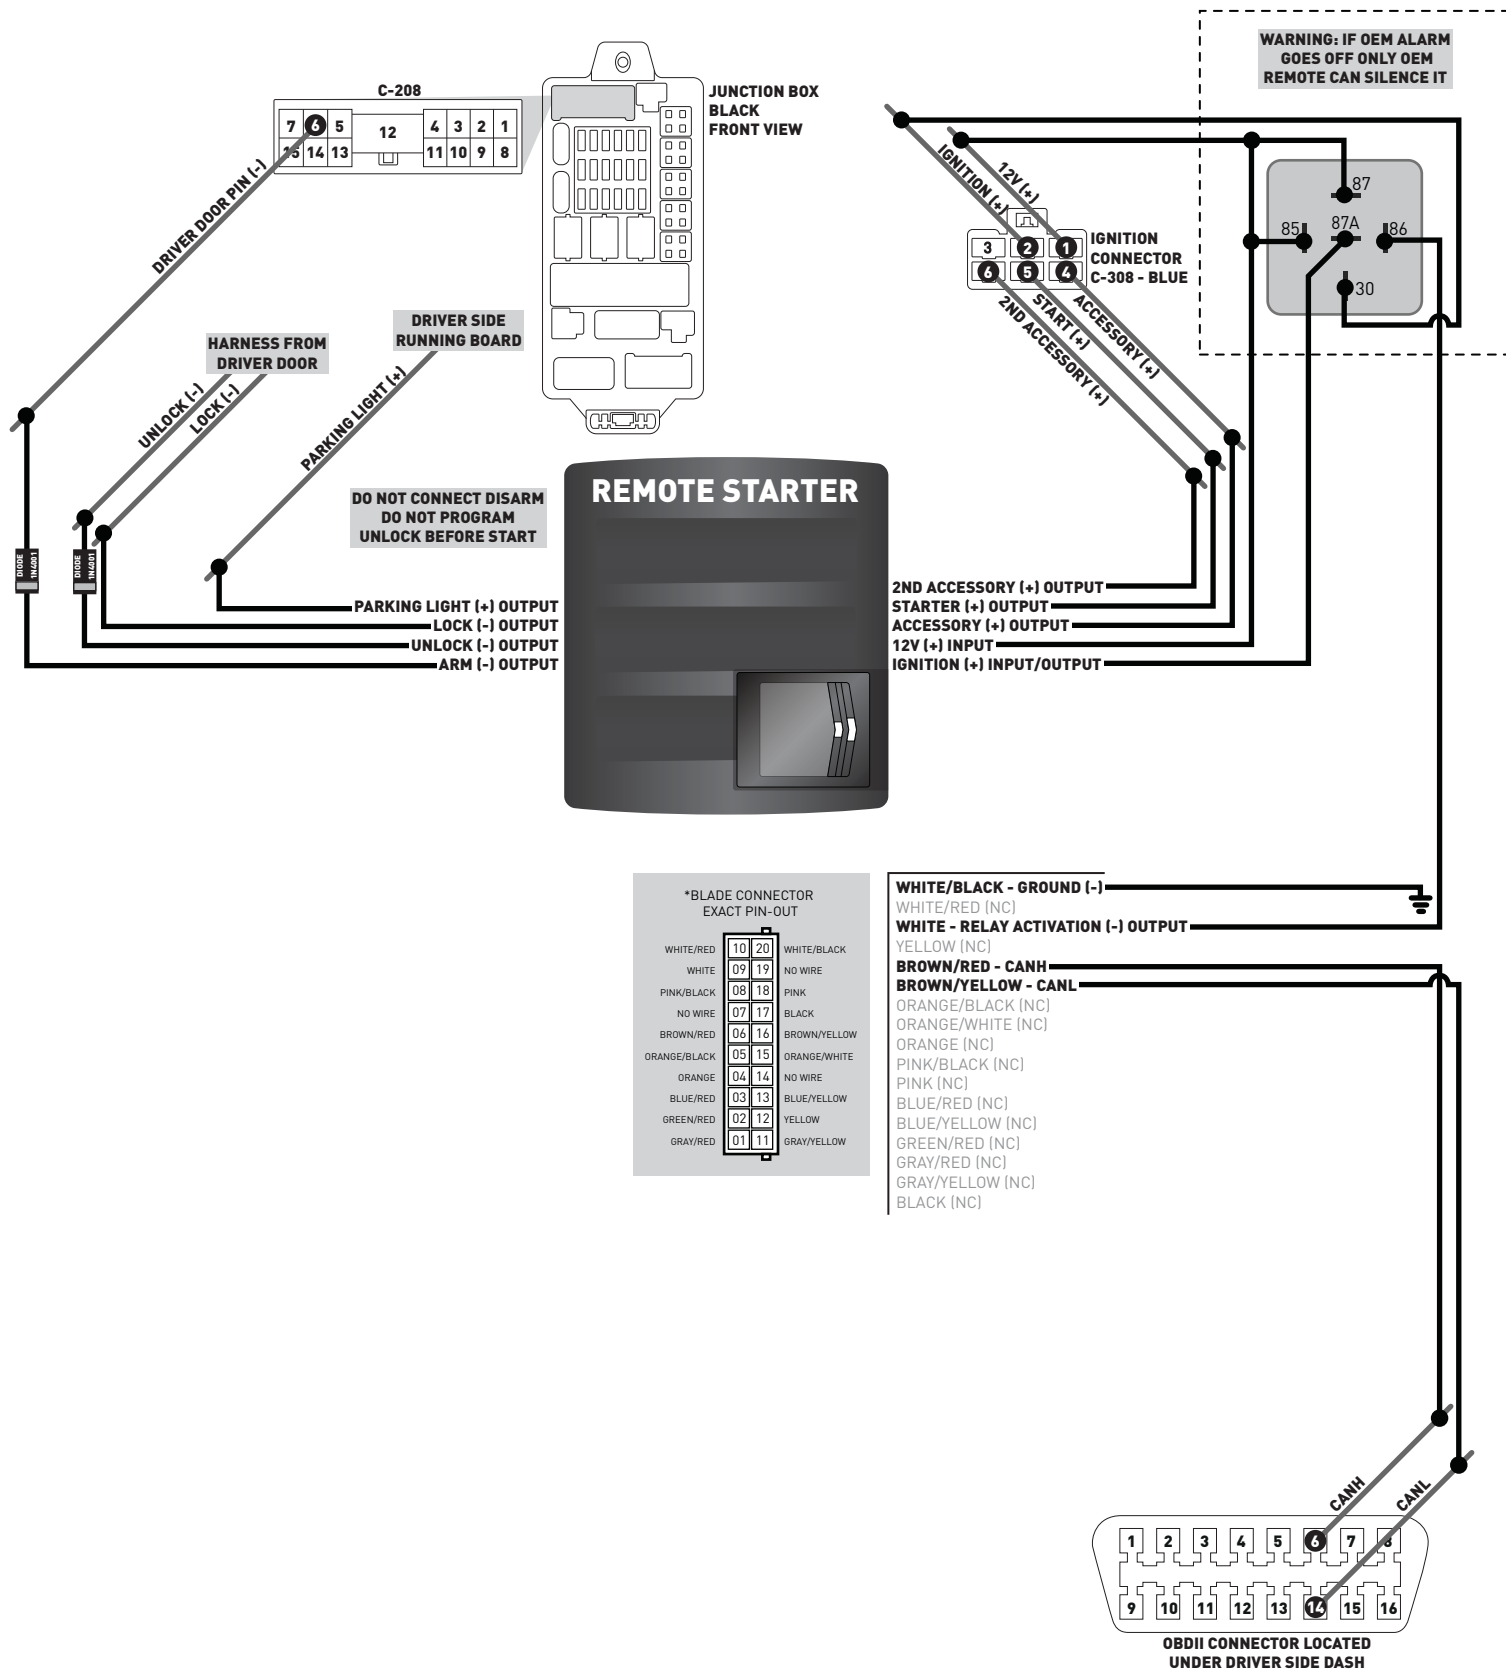 WARNING: IF OEM ALARM
GOES OFF ONLY OEM
REMOTE CAN SILENCE IT
C-208
7 6 5 12 4 3 2 1
15 14 13 11 10 9 8
JUNCTION BOX
BLACK
FRONT VIEW
DRIVER DOOR PIN (-)
IGNITION (+)
12V (+)
3 2 1
6 5 4
IGNITION
CONNECTOR
C-308 - BLUE
87
85
87A
86
30
2ND ACCESSORY (+)
START (+)
ACCESSORY (+)
HARNESS FROM
DRIVER DOOR
UNLOCK (-)
LOCK (-)
DRIVER SIDE
RUNNING BOARD
PARKING LIGHT (+)
DO NOT CONNECT DISARM
DO NOT PROGRAM
UNLOCK BEFORE START
DIODE
1N4001
DIODE
1N4001
REMOTE STARTER
PARKING LIGHT (+) OUTPUT
LOCK (-) OUTPUT
UNLOCK (-) OUTPUT
ARM (-) OUTPUT
2ND ACCESSORY (+) OUTPUT
STARTER (+) OUTPUT
ACCESSORY (+) OUTPUT
12V (+) INPUT
IGNITION (+) INPUT/OUTPUT
*BLADE CONNECTOR
EXACT PIN-OUT
WHITE/RED 10 20 WHITE/BLACK
WHITE 09 19 NO WIRE
PINK/BLACK 08 18 PINK
NO WIRE 07 17 BLACK
BROWN/RED 06 16 BROWN/YELLOW
ORANGE/BLACK 05 15 ORANGE/WHITE
ORANGE 04 14 NO WIRE
BLUE/RED 03 13 BLUE/YELLOW
GREEN/RED 02 12 YELLOW
GRAY/RED 01 11 GRAY/YELLOW
WHITE/BLACK - GROUND (-)
WHITE/RED (NC)
WHITE - RELAY ACTIVATION (-) OUTPUT
YELLOW (NC)
BROWN/RED - CANH
BROWN/YELLOW - CANL
ORANGE/BLACK (NC)
ORANGE/WHITE (NC)
ORANGE (NC)
PINK/BLACK (NC)
PINK (NC)
BLUE/RED (NC)
BLUE/YELLOW (NC)
GREEN/RED (NC)
GRAY/RED (NC)
GRAY/YELLOW (NC)
BLACK (NC)
CANH
CANL
1 2 3 4 5 6 7 8
9 10 11 12 13 14 15 16
OBDII CONNECTOR LOCATED
UNDER DRIVER SIDE DASH